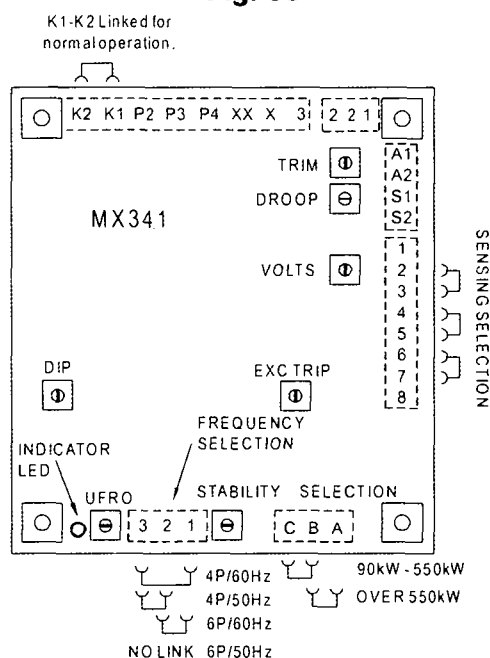 K1-K2 Linked for
normal operation.
K2 K1 P2 P3 P4 XX X 3 2 2 1
TRIM
A1
A2
DROOP
S1
S2
MX341
1
VOLTS
2
3
4
5
6
7
8
SENSING SELECTION
DIP
EXC TRIP
FREQUENCY
SELECTION
INDICATOR
LED
UFRO
STABILITY SELECTION
3 2 1
C B A
4P/60Hz
90kW - 550kW
4P/50Hz
OVER 550kW
6P/60Hz
NO LINK 6P/50Hz